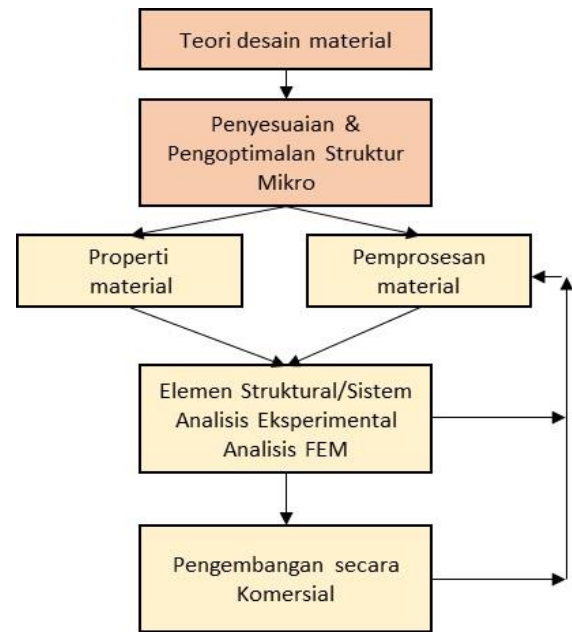 Teori desain material
Penyesuaian &
Pengoptimalan Struktur
Mikro
Properti
material
Pemprosesan
material
Elemen Struktural/Sistem
Analisis Eksperimental
Analisis FEM
Pengembangan secara
Komersial